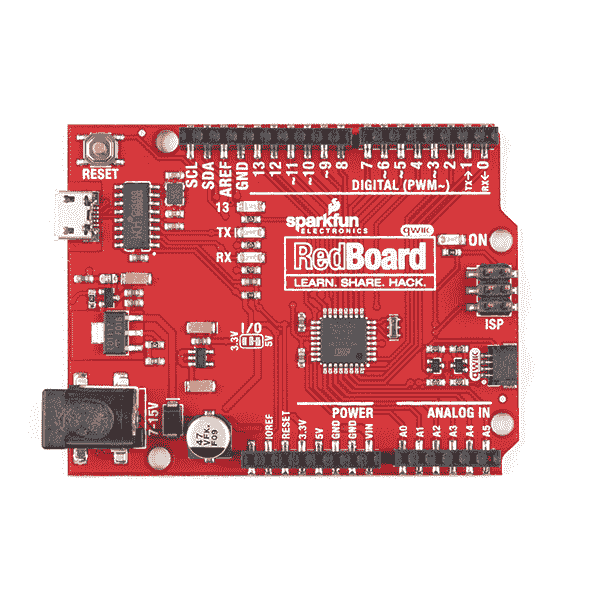 RESET
SCL
SDA
AREF
GND
13
12
~11
~10
~9
8
7
~6
~5
4
~3
2
TX→1
RX←0
DIGITAL (PWM~)
13
TX
RX
sparkfun
ELECTRONICS
qwiic
ON
RedBoard
LEARN. SHARE. HACK.
ISP
I/O
3.3V
5V
qwiic
7-15V
47
VFK
F09
POWER
ANALOG IN
IOREF
RESET
3.3V
5V
GND
GND
VIN
A0
A1
A2
A3
A4
A5